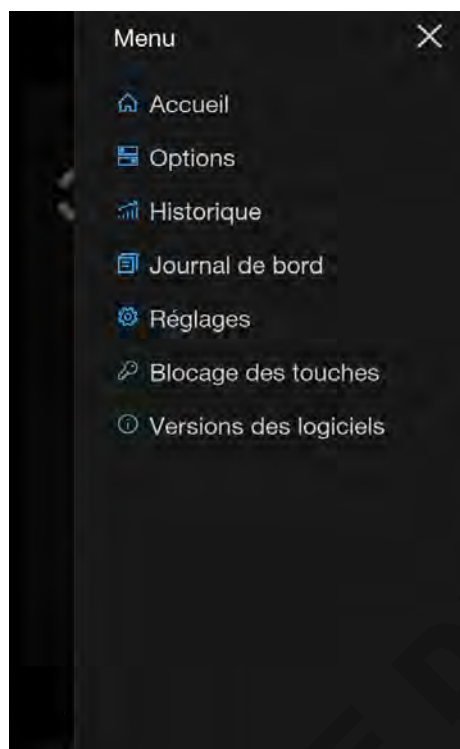 Menu
Accueil
Options
Historique
Journal de bord
Réglages
Blocage des touches
Versions des logiciels